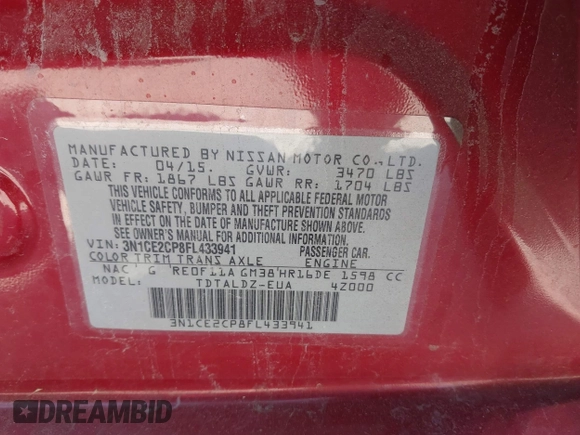 MANUFACTURED BY NISSAN MOTOR CO., LTD.
DATE: 04/15. GVWR: 3470 LBS
GAWR FR: 1867 LBS GAWR RR: 1704 LBS
THIS VEHICLE CONFORMS TO ALL APPLICABLE FEDERAL MOTOR
VEHICLE SAFETY, BUMPER AND THEFT PREVENTION STANDARDS
IN EFFECT ON THE DATE OF MANUFACTURE SHOWN ABOVE.
SEE OWNER'S MANUAL FOR ADDITIONAL INFORMATION.
VIN: 3N1CE2CP8FL433941 PASSENGER CAR.
COLOR TRIM TRANS AXLE ENGINE
NAC G RE0F11A GM38 HR16DE 1598 CC
MODEL: TDTALDZ-EUA 4Z000
3N1CE2CP8FL433941
DREAMBID